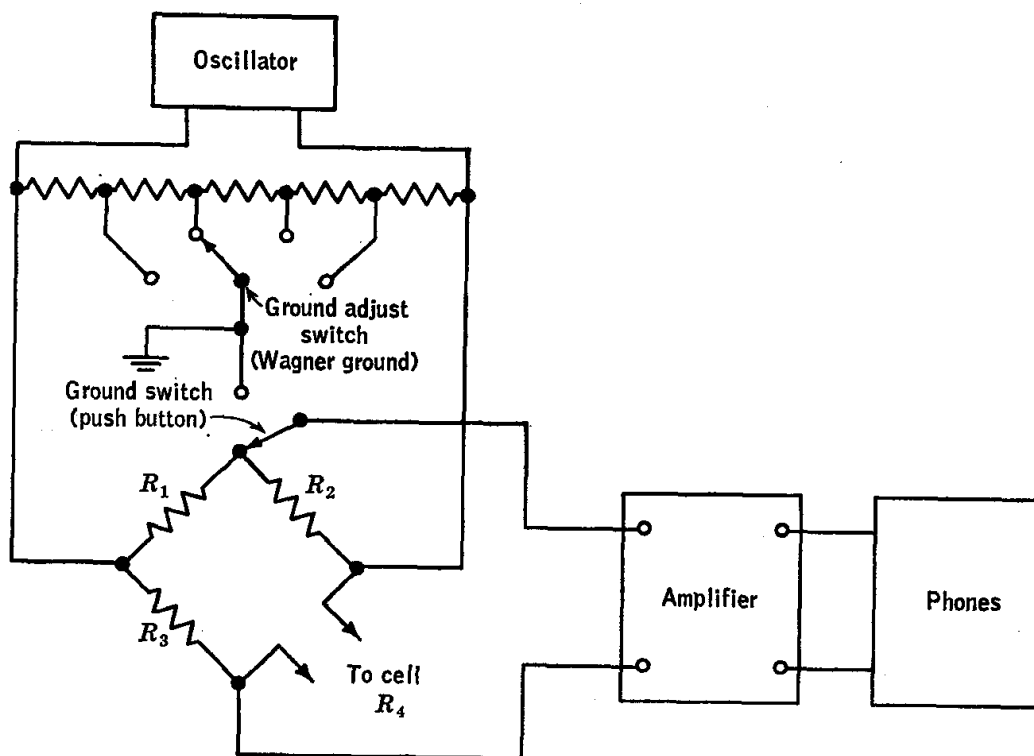 Oscillator
Ground adjust
switch
(Wagner ground)
Ground switch
(push button)
R₁
R₂
R₃
To cell
R₄
Amplifier
Phones